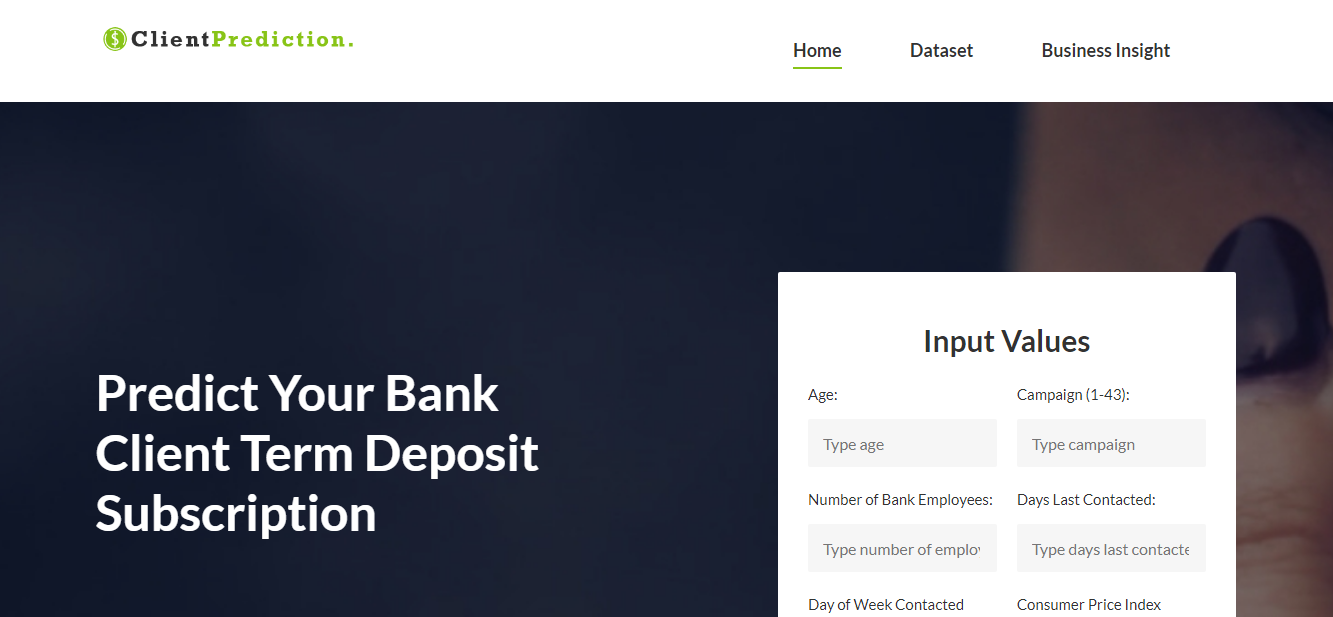 ClientPrediction.
Home Dataset Business Insight
Predict Your Bank
Client Term Deposit
Subscription
Input Values
Age: Campaign (1-43):
Type age Type campaign
Number of Bank Employees: Days Last Contacted:
Type number of employ Type days last contacte
Day of Week Contacted Consumer Price Index